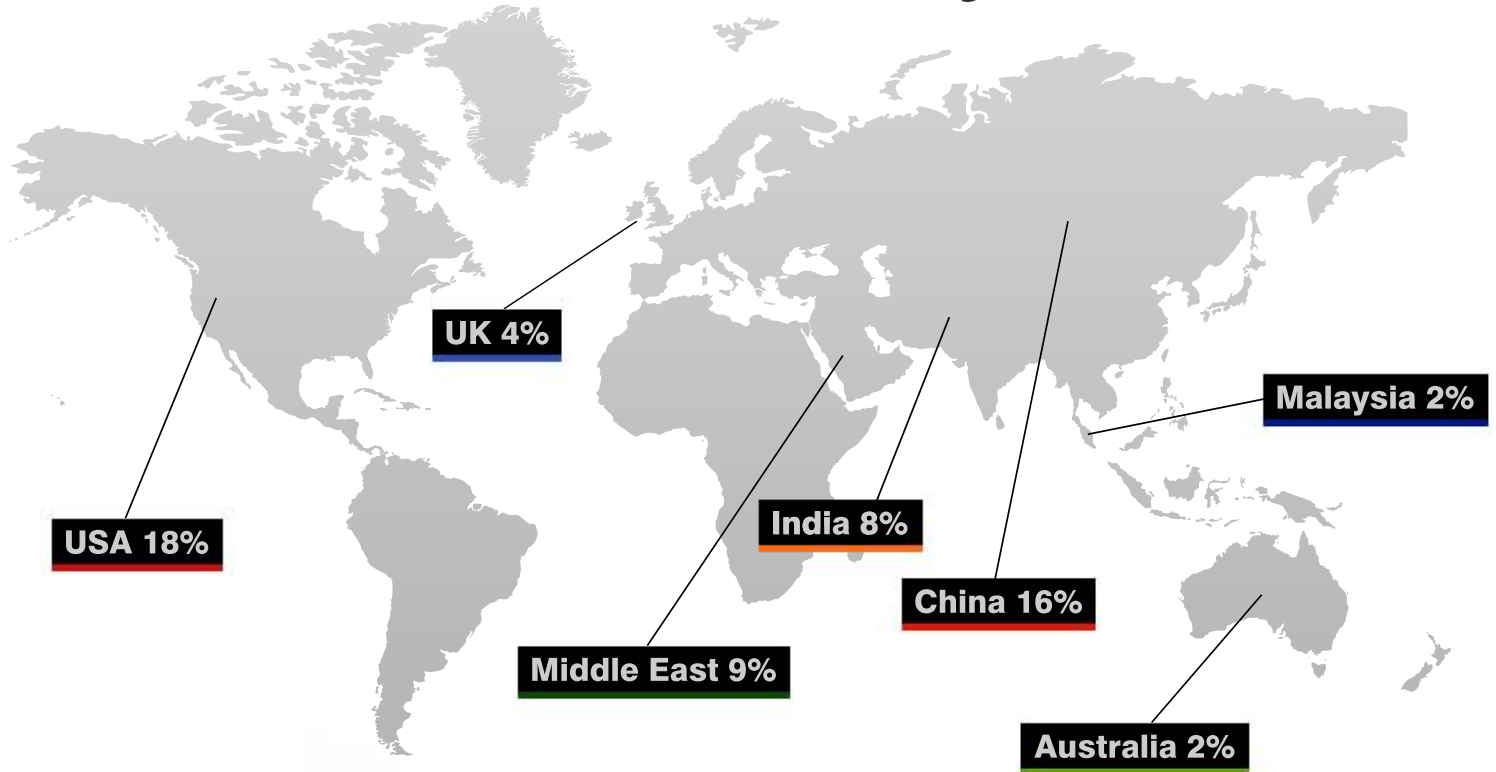 UK 4%
Malaysia 2%
India 8%
USA 18%
China 16%
Middle East 9%
Australia 2%